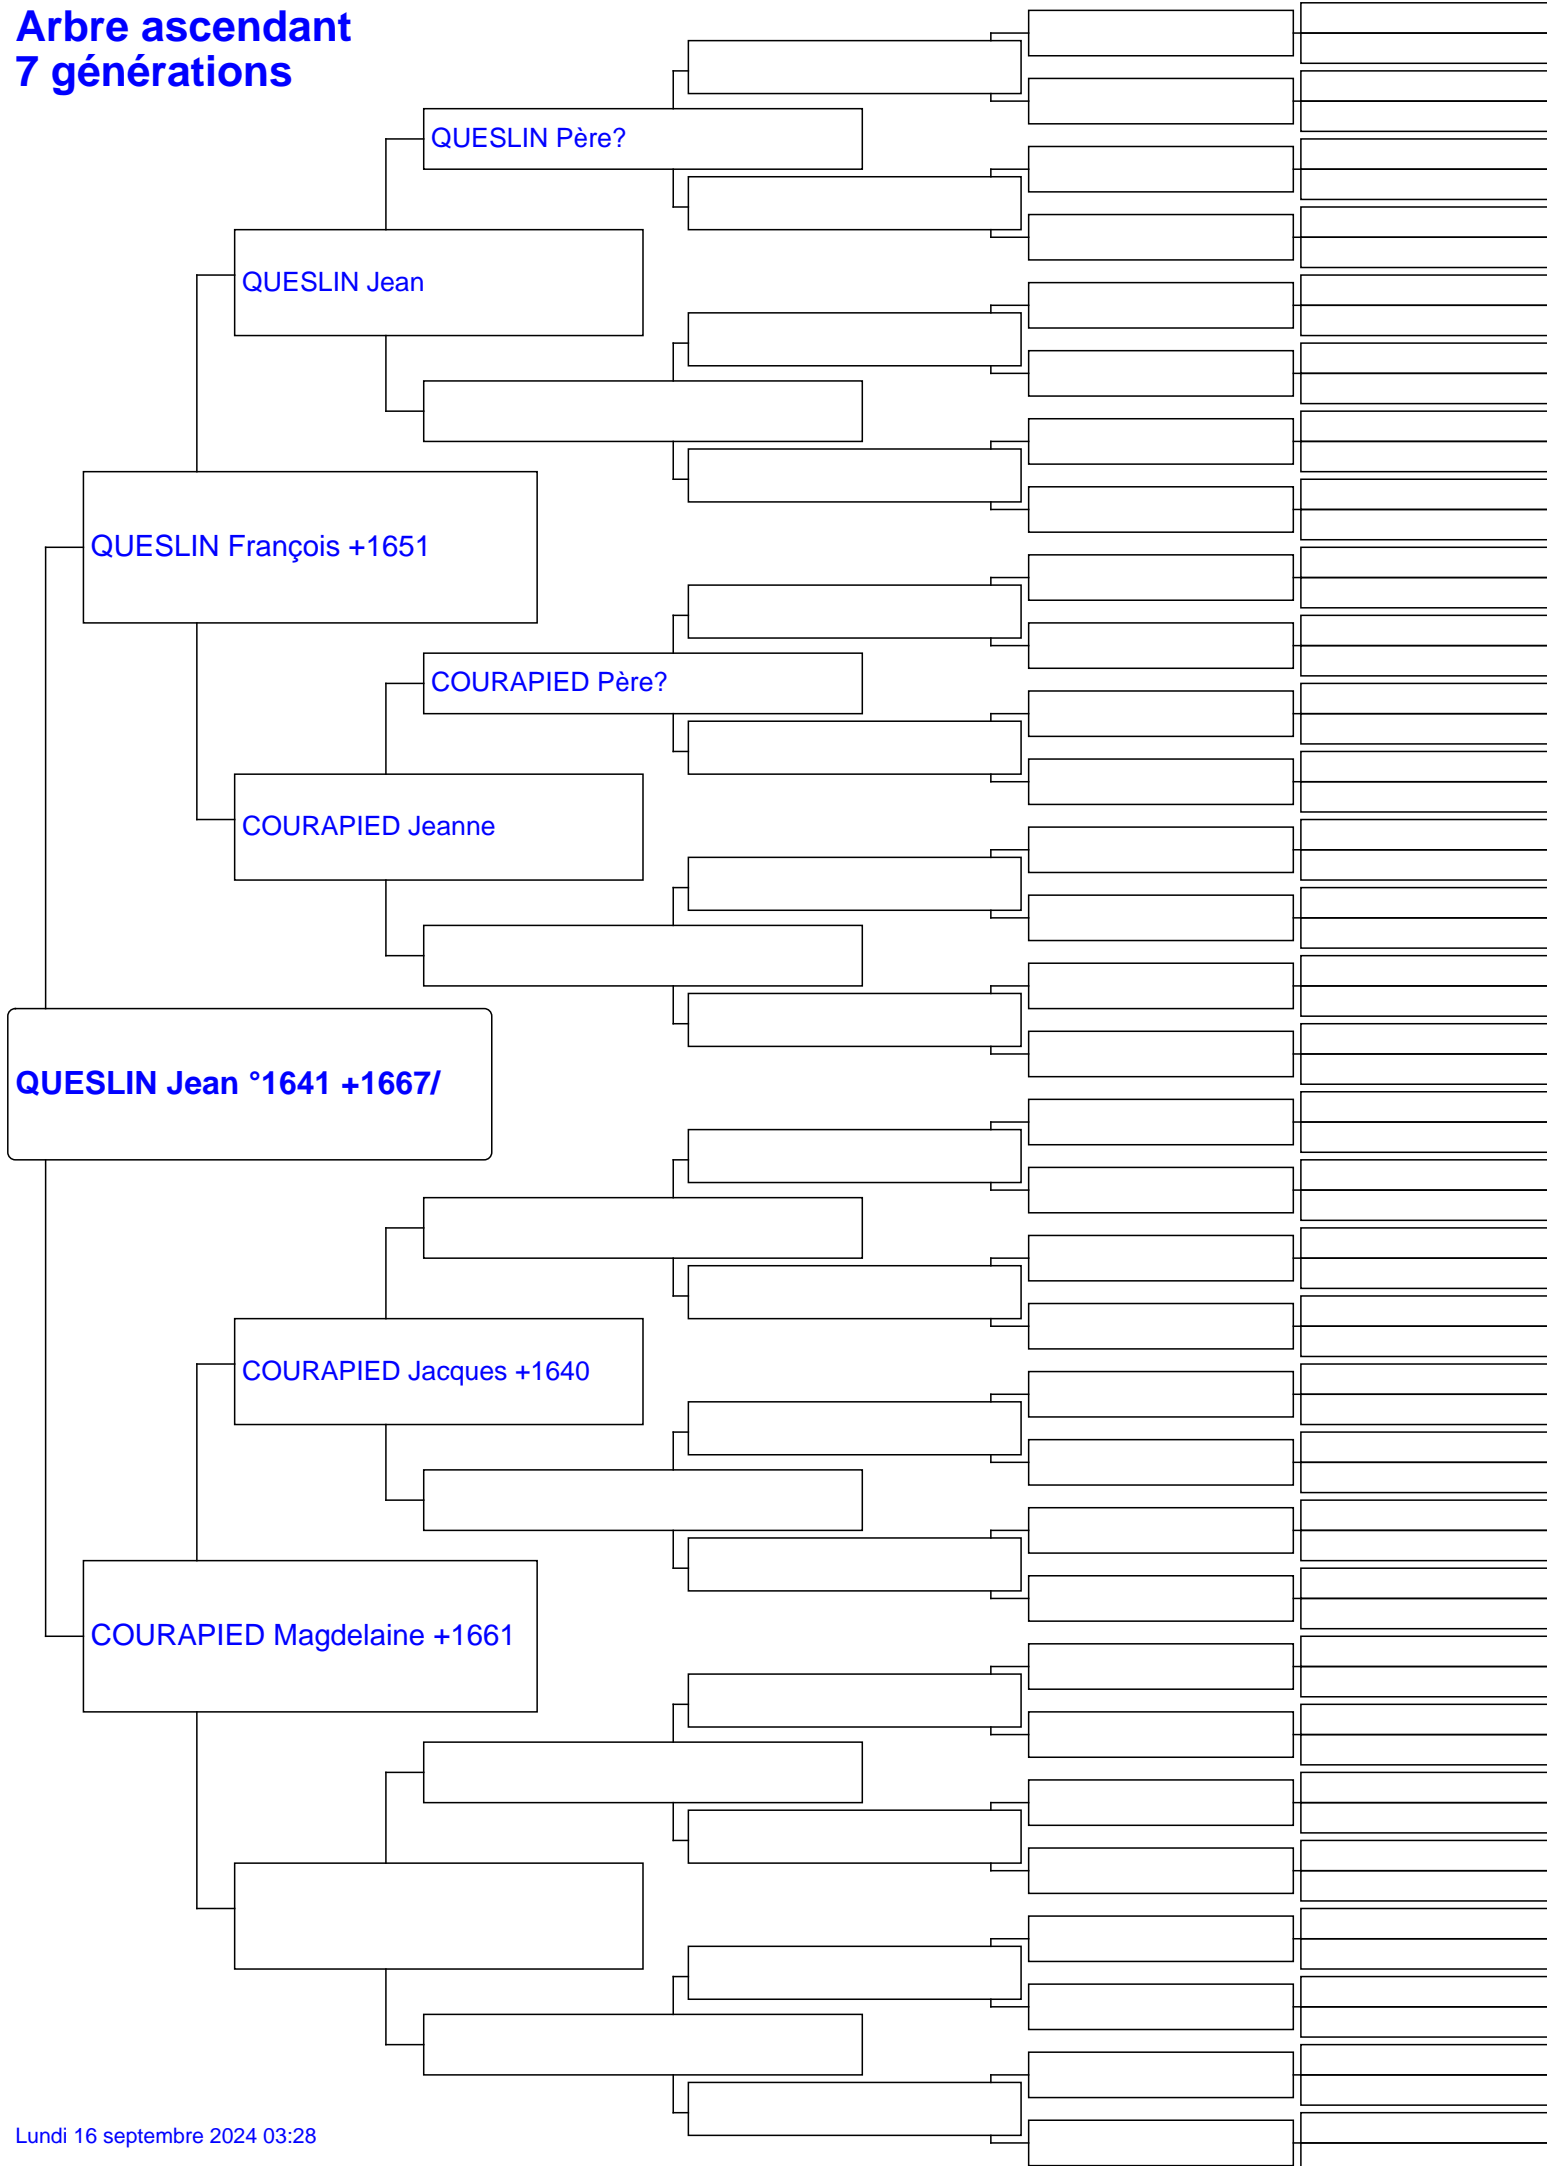 Arbre ascendant
7 générations
QUESLIN Père?
QUESLIN Jean
QUESLIN François +1651
COURAPIED Père?
COURAPIED Jeanne
QUESLIN Jean °1641 +1667/
COURAPIED Jacques +1640
COURAPIED Magdelaine +1661
Lundi 16 septembre 2024 03:28